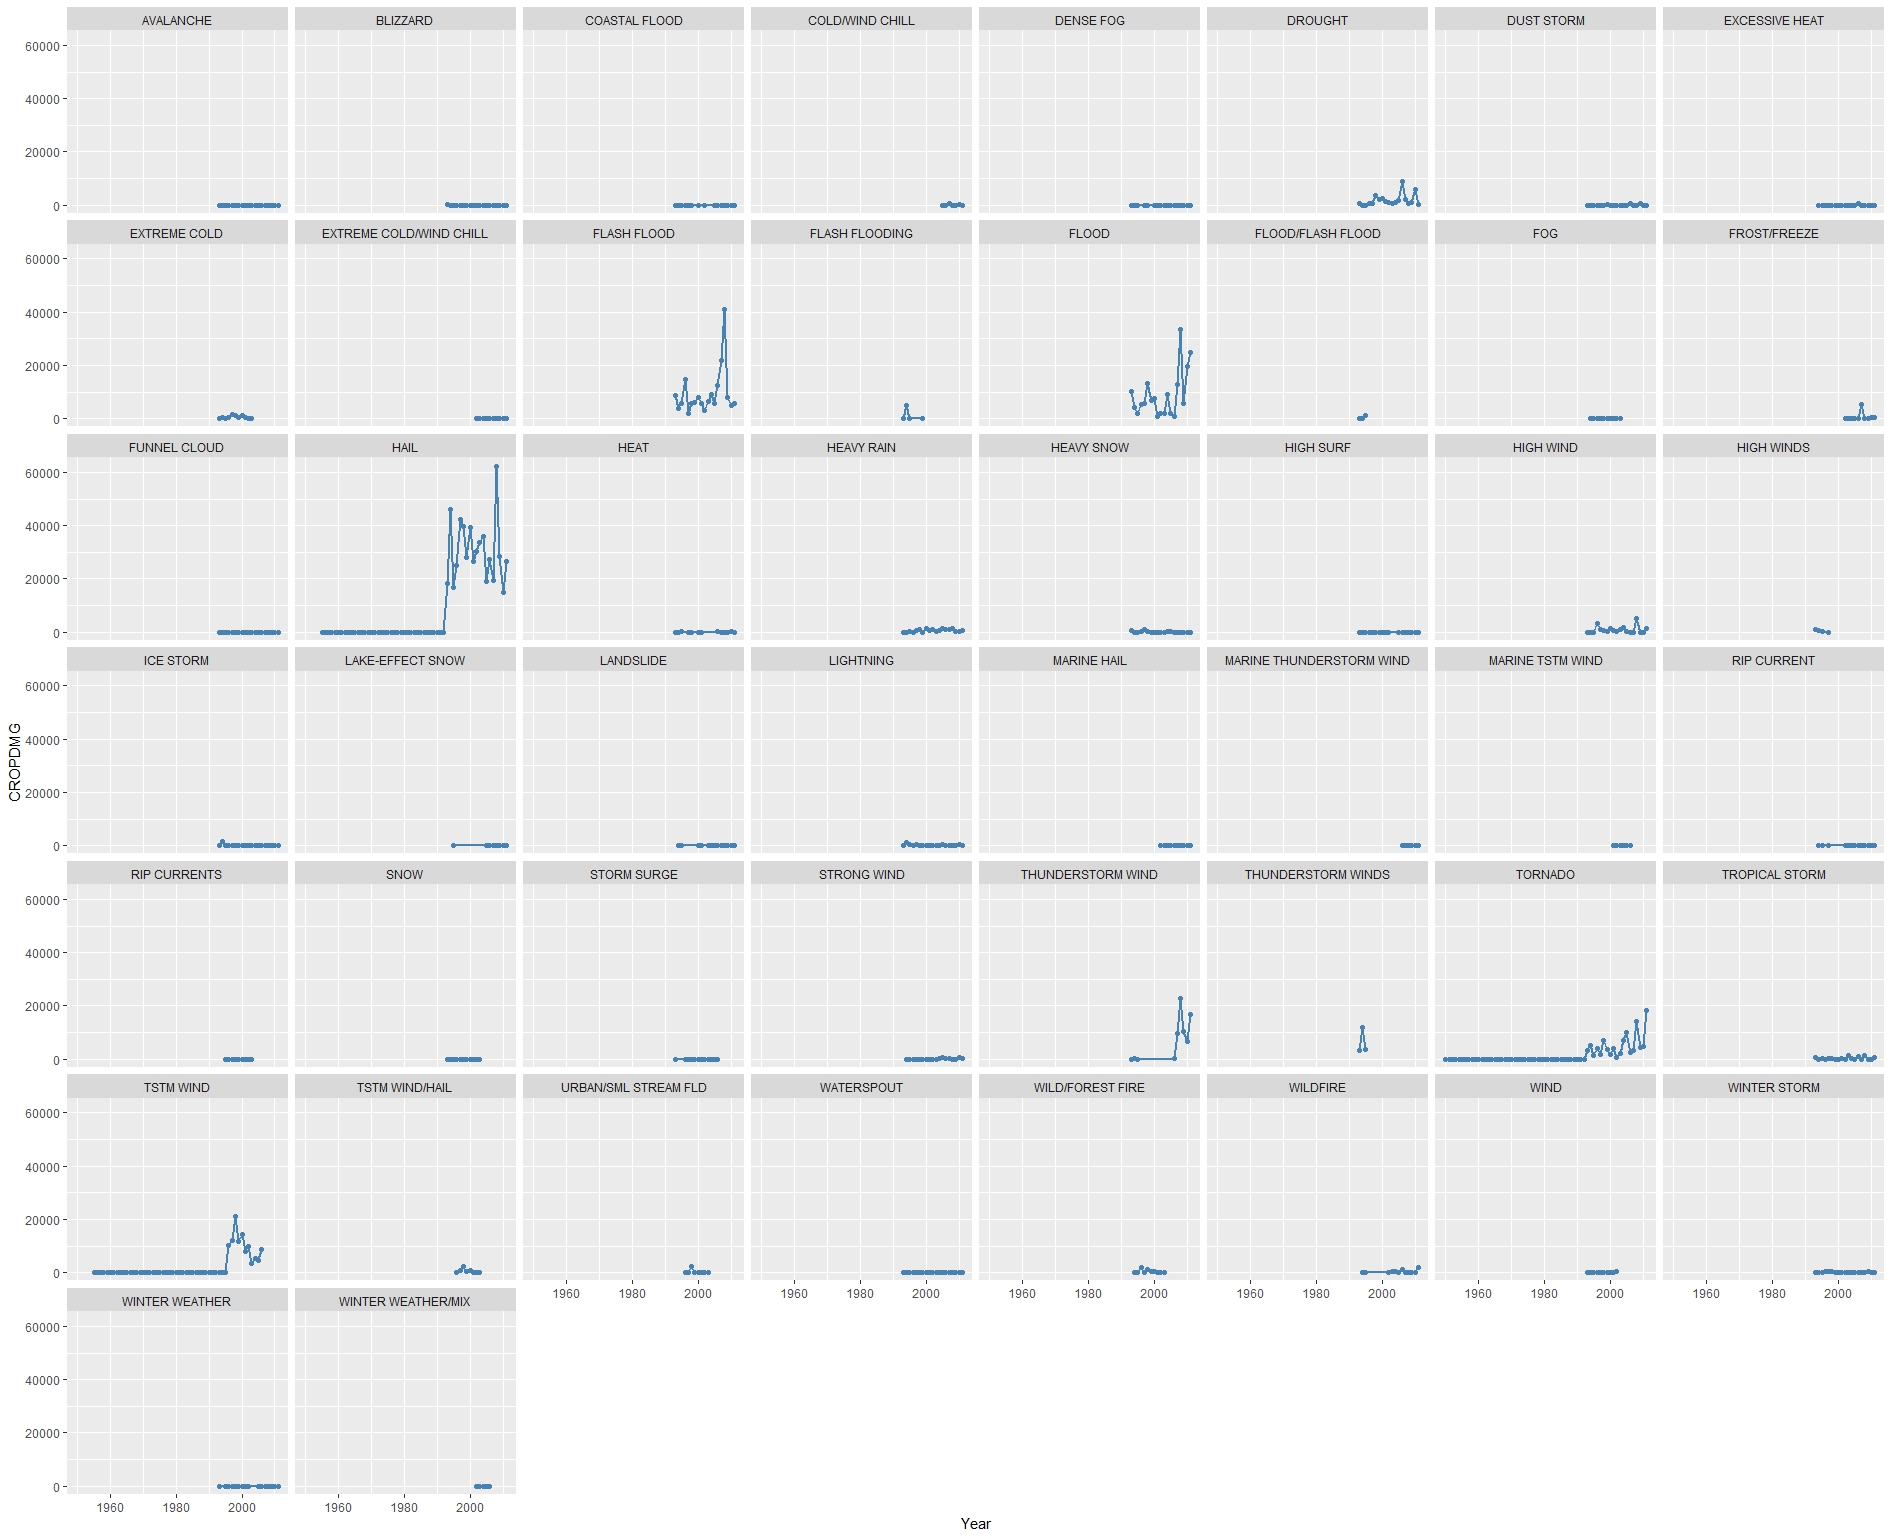 AVALANCHE BLIZZARD COASTAL FLOOD COLD/WIND CHILL DENSE FOG DROUGHT DUST STORM EXCESSIVE HEAT
60000
40000
20000
0
EXTREME COLD EXTREME COLD/WIND CHILL FLASH FLOOD FLASH FLOODING FLOOD FLOOD/FLASH FLOOD FOG FROST/FREEZE
60000
40000
20000
0
FUNNEL CLOUD HAIL HEAT HEAVY RAIN HEAVY SNOW HIGH SURF HIGH WIND HIGH WINDS
60000
40000
20000
0
ICE STORM LAKE-EFFECT SNOW LANDSLIDE LIGHTNING MARINE HAIL MARINE THUNDERSTORM WIND MARINE TSTM WIND RIP CURRENT
60000
40000
20000
0
CROPDMG
RIP CURRENTS SNOW STORM SURGE STRONG WIND THUNDERSTORM WIND THUNDERSTORM WINDS TORNADO TROPICAL STORM
60000
40000
20000
0
TSTM WIND TSTM WIND/HAIL URBAN/SML STREAM FLD WATERSPOUT WILD/FOREST FIRE WILDFIRE WIND WINTER STORM
60000
40000
20000
0
1960 1980 2000 1960 1980 2000 1960 1980 2000 1960 1980 2000 1960 1980 2000 1960 1980 2000
WINTER WEATHER WINTER WEATHER/MIX
60000
40000
20000
0
1960 1980 2000 1960 1980 2000
Year